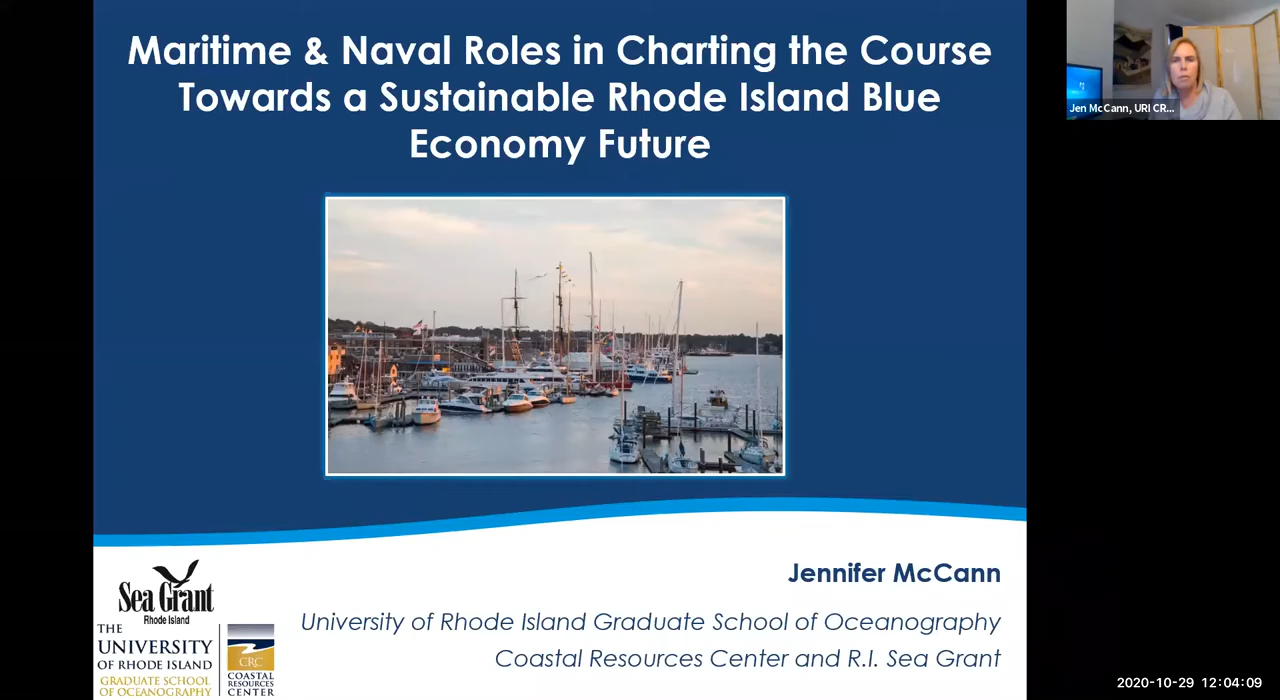 Maritime & Naval Roles in Charting the Course
Towards a Sustainable Rhode Island Blue
Economy Future
Jen McCann, URI CR...
Jennifer McCann
University of Rhode Island Graduate School of Oceanography
Coastal Resources Center and R.I. Sea Grant
Sea Grant
Rhode Island
THE
UNIVERSITY
OF RHODE ISLAND
GRADUATE SCHOOL
OF OCEANOGRAPHY
CRC
COASTAL
RESOURCES
CENTER
2020-10-29 12:04:09